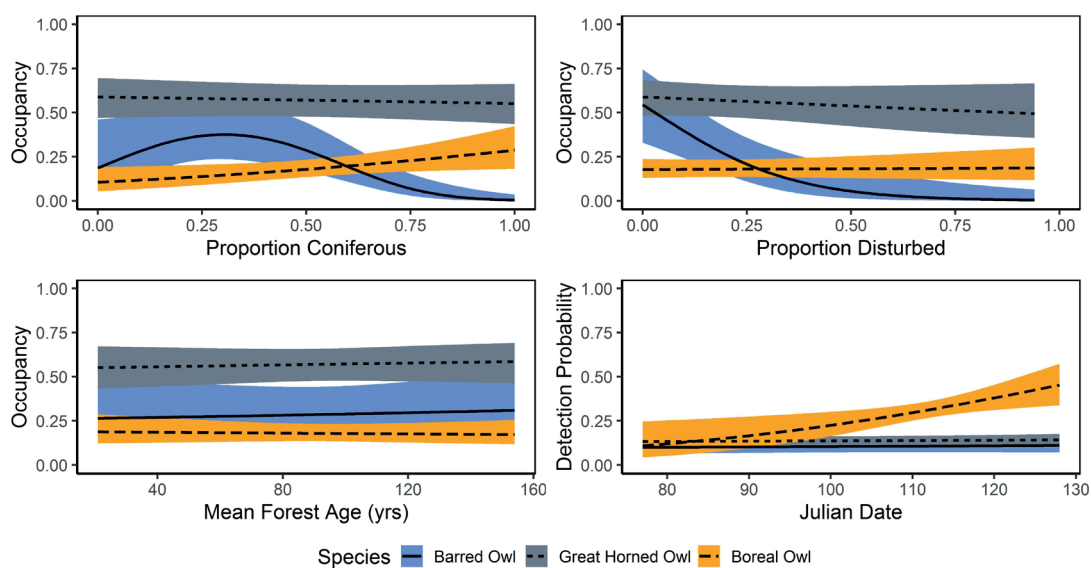 Occupancy
1.00
0.75
0.50
0.25
0.00
0.00 0.25 0.50 0.75 1.00
Proportion Coniferous
Occupancy
1.00
0.75
0.50
0.25
0.00
0.00 0.25 0.50 0.75 1.00
Proportion Disturbed
Occupancy
1.00
0.75
0.50
0.25
0.00
40 80 120 160
Mean Forest Age (yrs)
Detection Probability
1.00
0.75
0.50
0.25
0.00
80 90 100 110 120 130
Julian Date
Species Barred Owl Great Horned Owl Boreal Owl